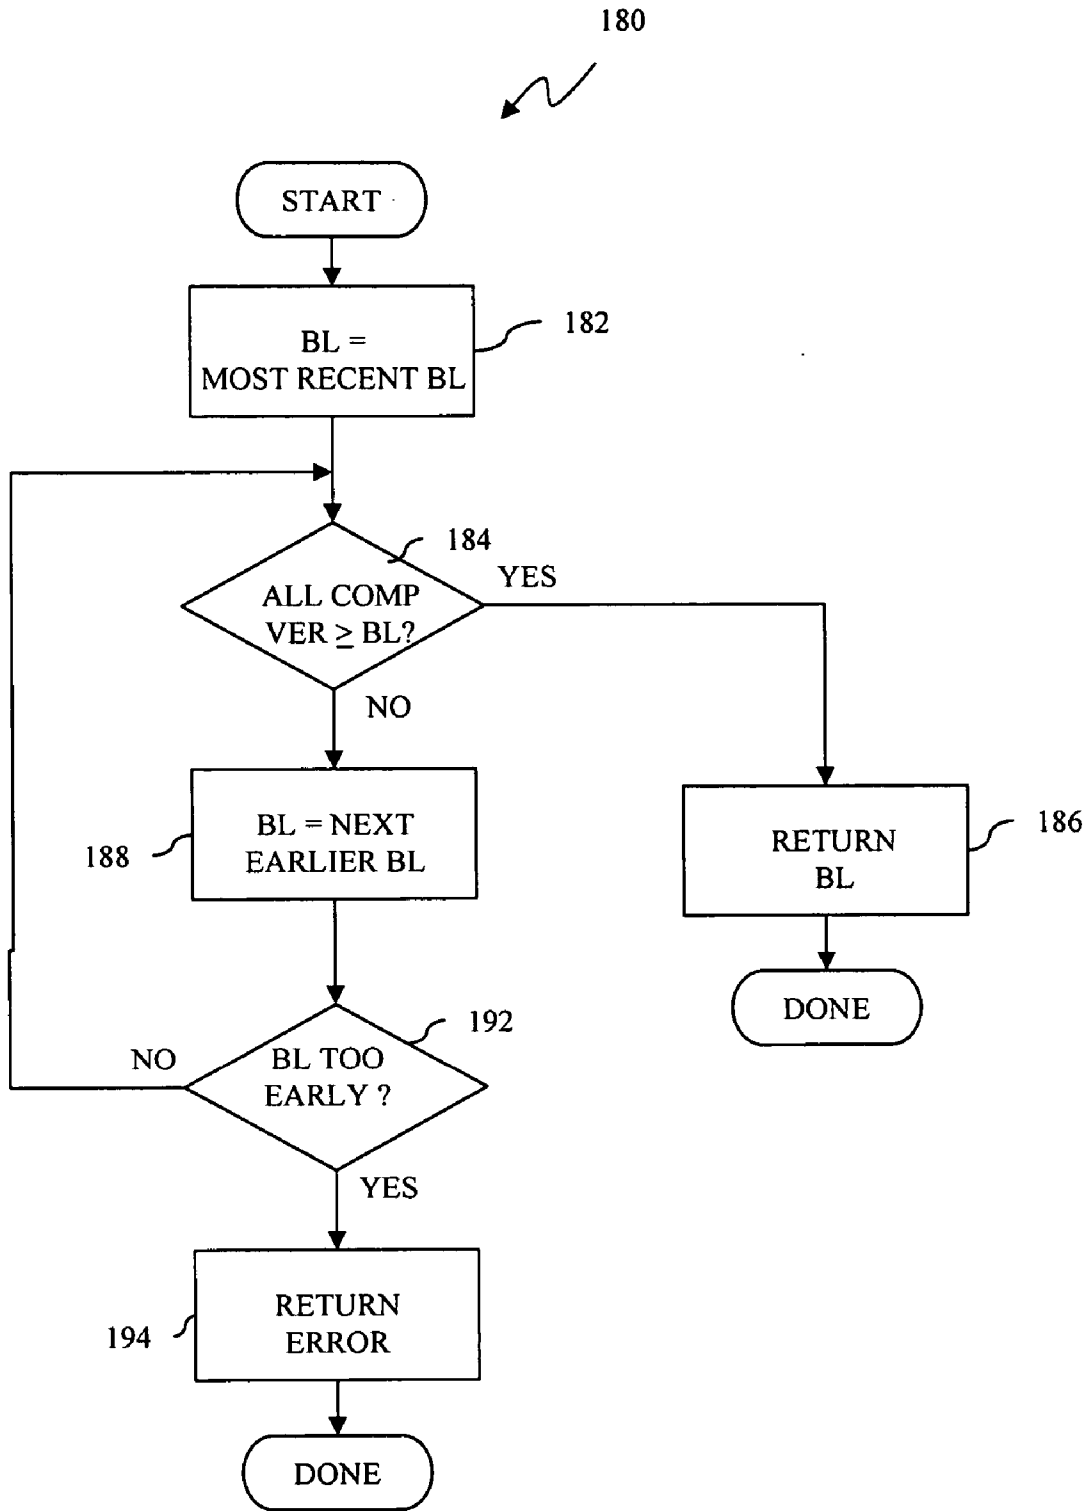 180
START
BL =
MOST RECENT BL
182
184
ALL COMP
VER ≥ BL?
YES
NO
BL = NEXT
EARLIER BL
188
RETURN
BL
186
DONE
BL TOO
EARLY ?
192
NO
YES
RETURN
ERROR
194
DONE